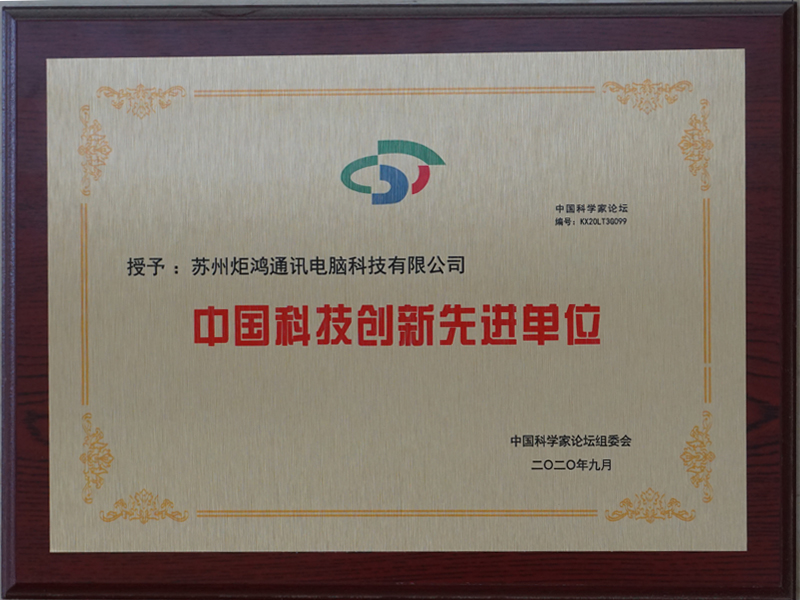 中国科学家论坛
编号：KX20LT3G099
授予：苏州炬鸿通讯电脑科技有限公司
中国科技创新先进单位
中国科学家论坛组委会
二〇二〇年九月